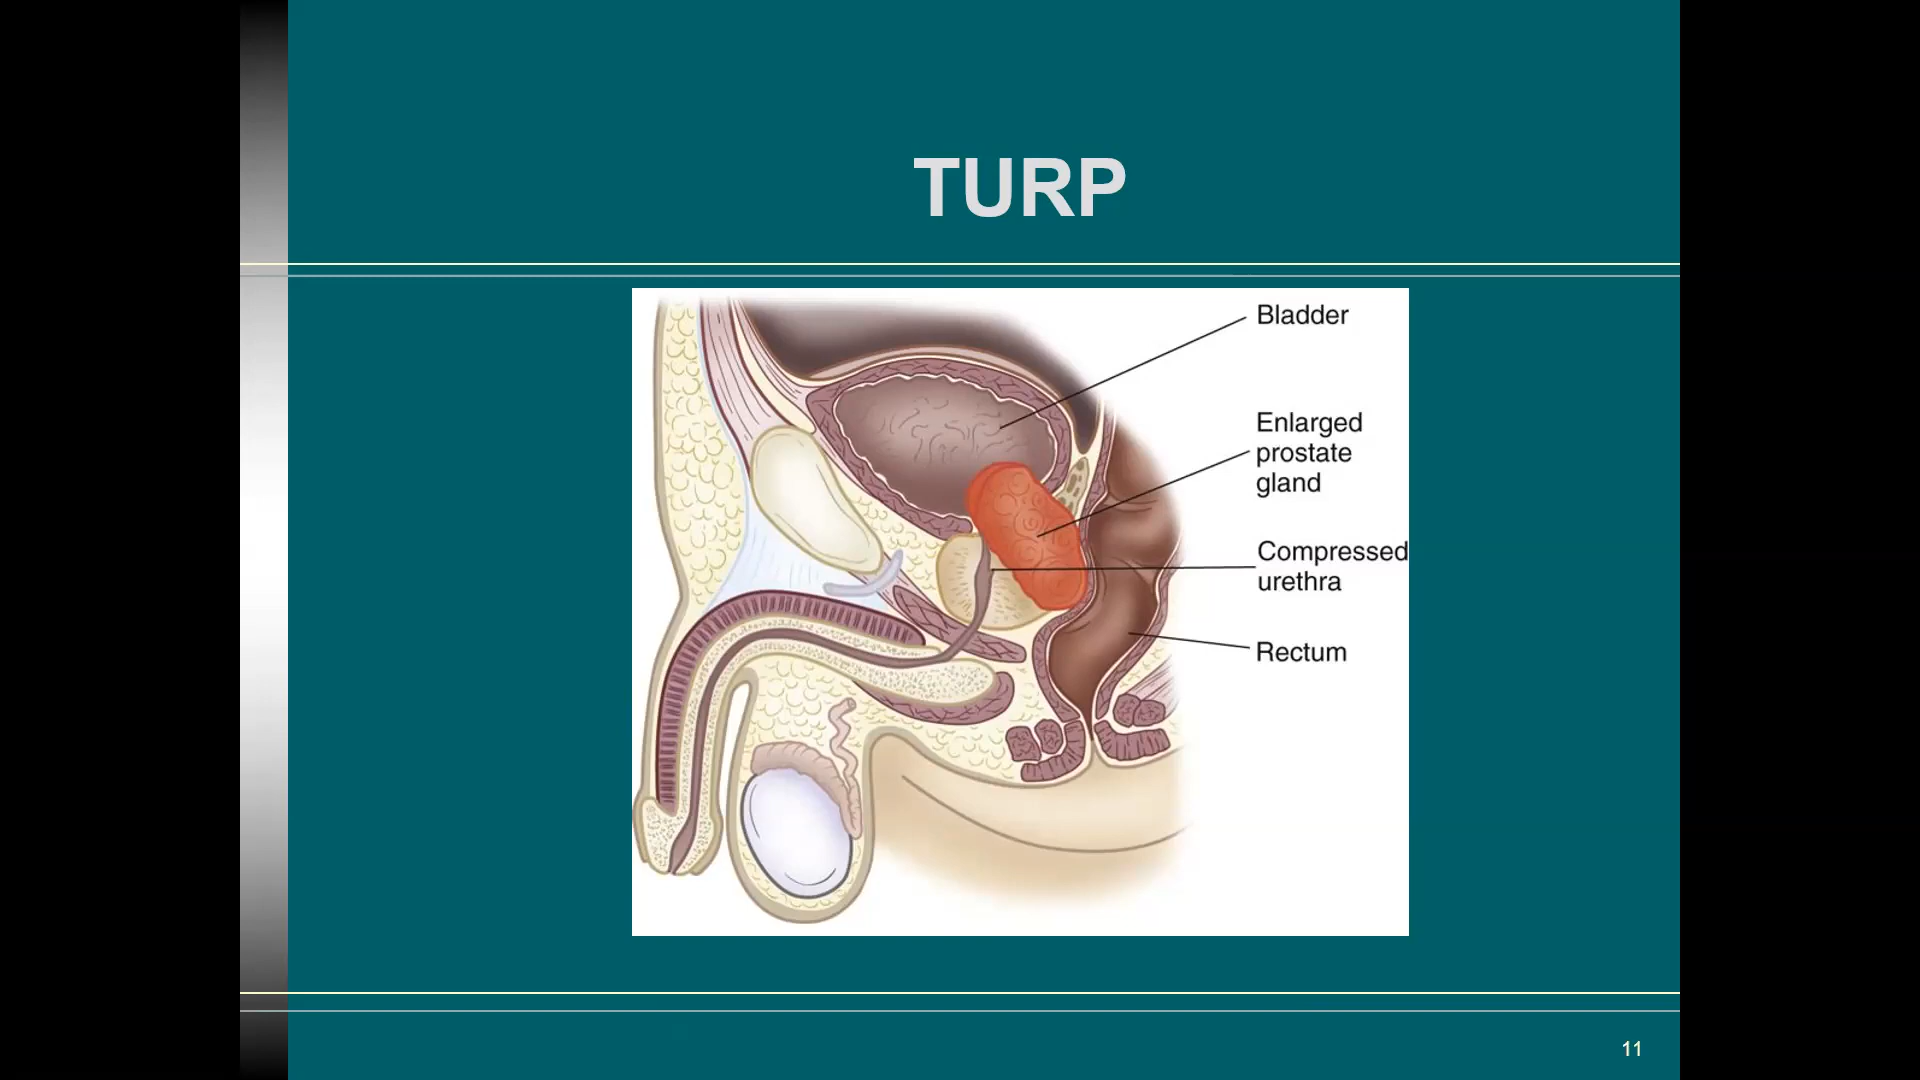 TURP
Bladder
Enlarged
prostate
gland
Compressed
urethra
Rectum
11